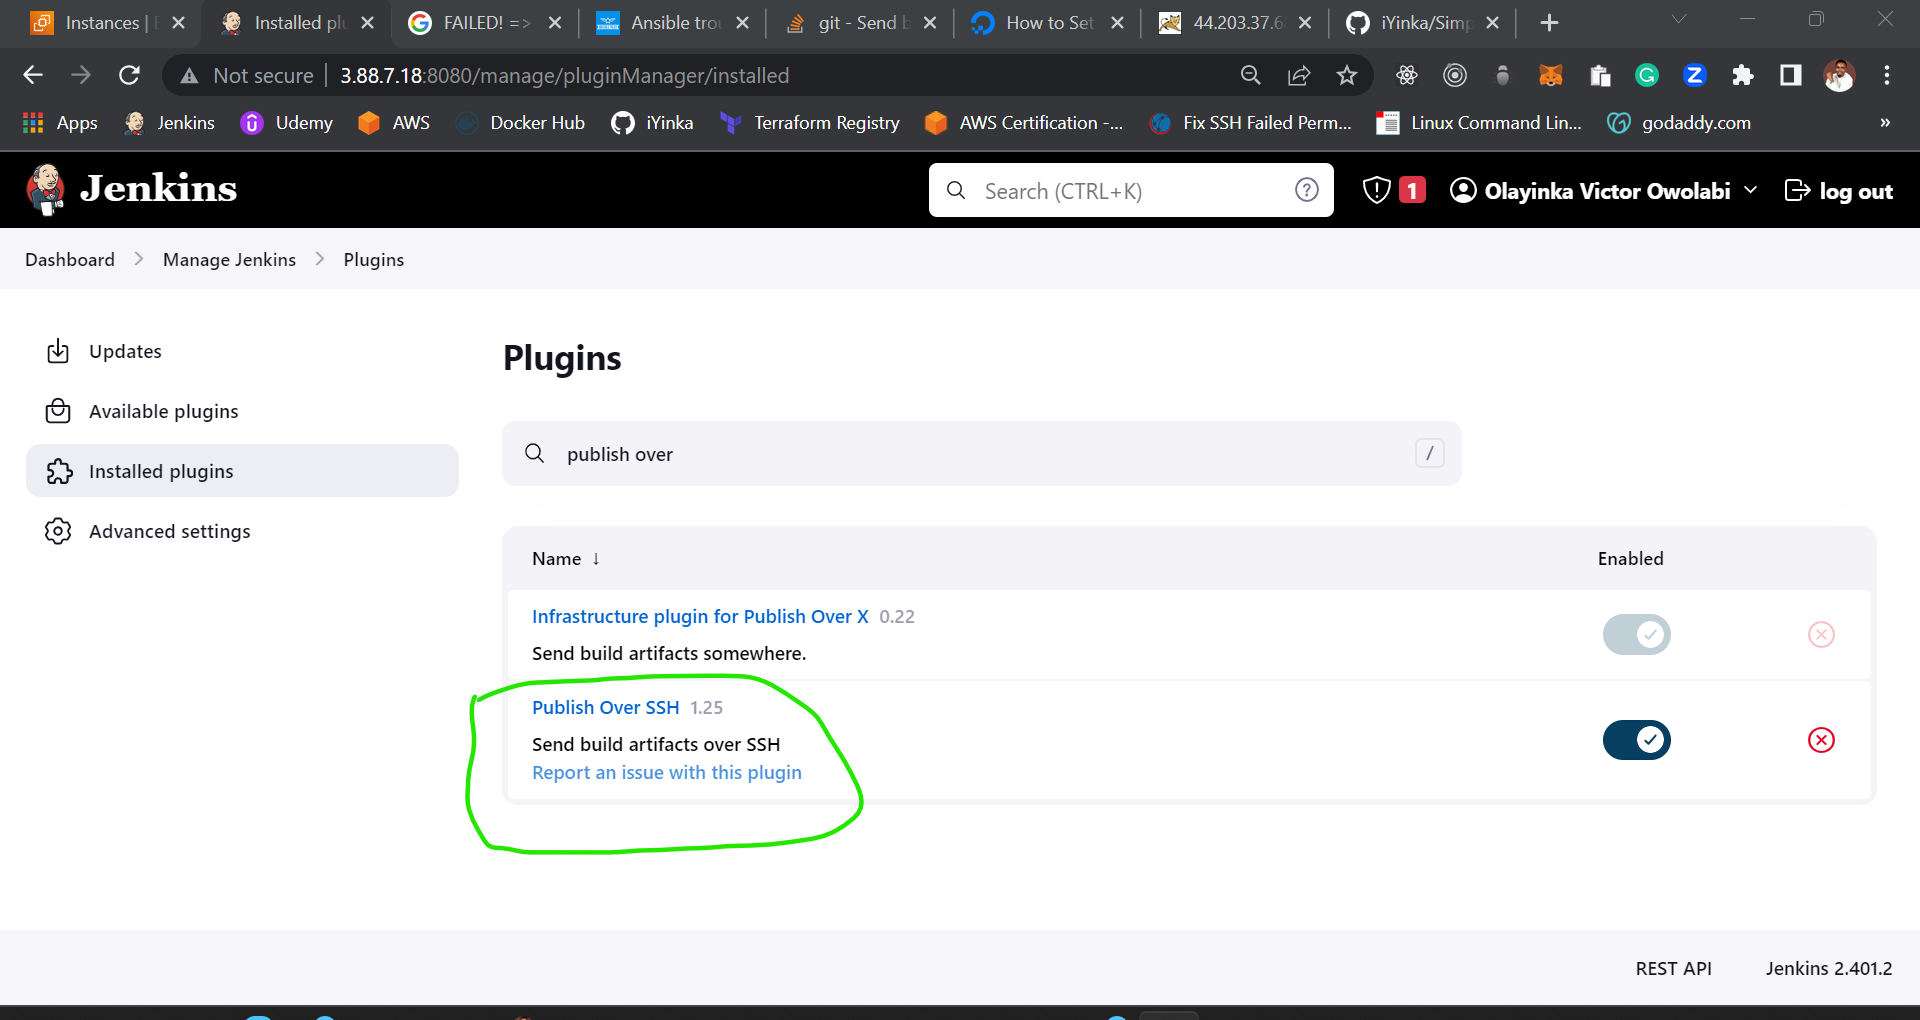 Instances | E
Installed plu
FAILED! =>
Ansible trou
git - Send b
How to Set
44.203.37.6
iYinka/Simp
Not secure
3.88.7.18:8080/manage/pluginManager/installed
Apps
Jenkins
Udemy
AWS
Docker Hub
iYinka
Terraform Registry
AWS Certification -...
Fix SSH Failed Perm...
Linux Command Lin...
godaddy.com
»
Jenkins
Search (CTRL+K)
1
Olayinka Victor Owolabi
log out
Dashboard
Manage Jenkins
Plugins
Updates
Available plugins
Installed plugins
Advanced settings
Plugins
publish over
/
Name ↓
Enabled
Infrastructure plugin for Publish Over X 0.22
Send build artifacts somewhere.
Publish Over SSH 1.25
Send build artifacts over SSH
Report an issue with this plugin
REST API
Jenkins 2.401.2